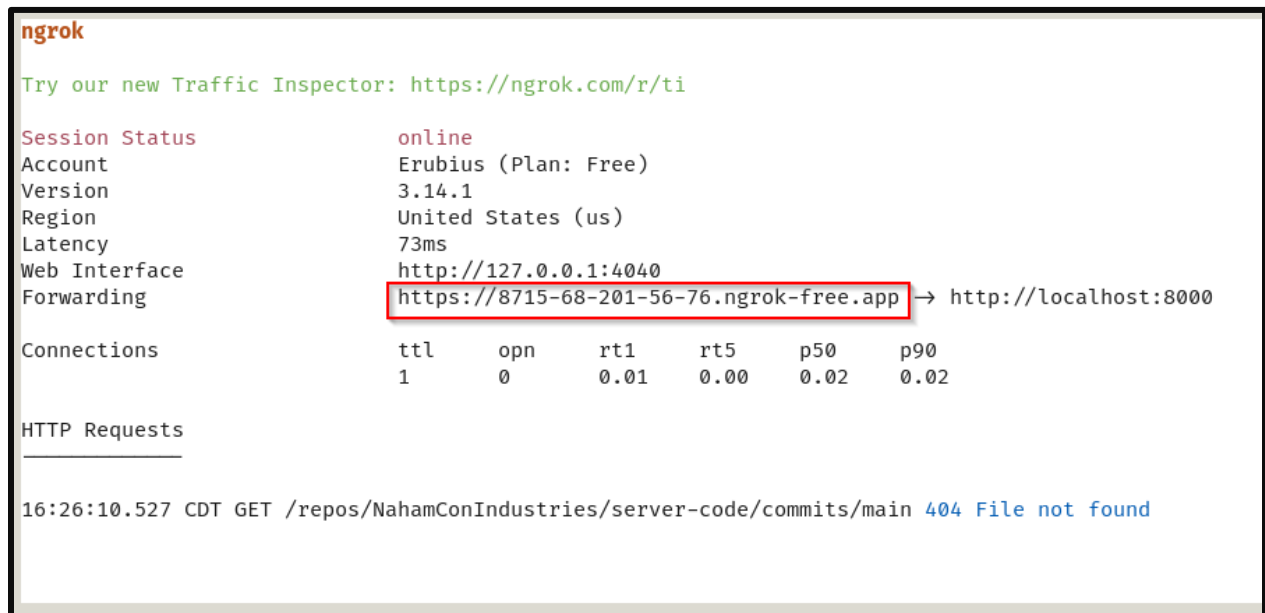 ngrok
Try our new Traffic Inspector: https://ngrok.com/r/ti
Session Status online
Account Erubius (Plan: Free)
Version 3.14.1
Region United States (us)
Latency 73ms
Web Interface http://127.0.0.1:4040
Forwarding https://8715-68-201-56-76.ngrok-free.app → http://localhost:8000
Connections ttl opn rt1 rt5 p50 p90
1 0 0.01 0.00 0.02 0.02
HTTP Requests
-------------
16:26:10.527 CDT GET /repos/NahamConIndustries/server-code/commits/main 404 File not found